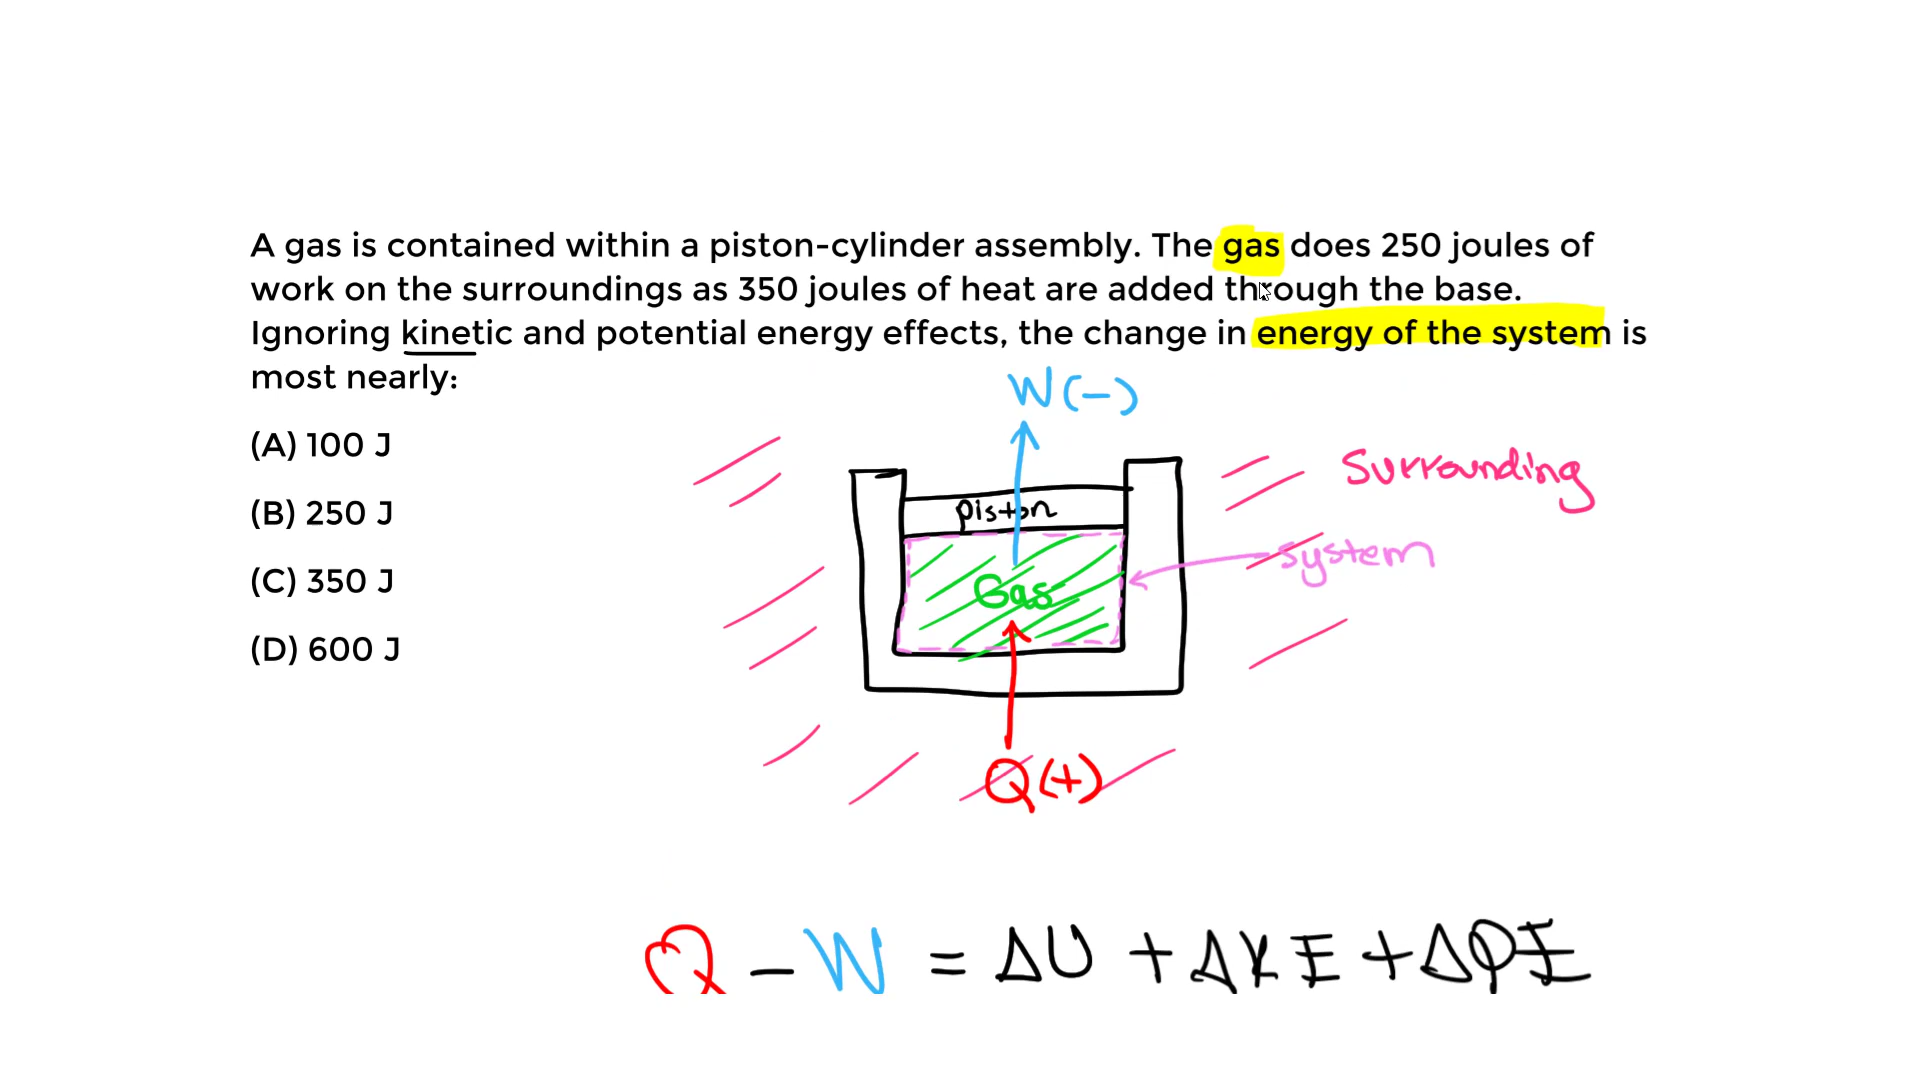 A gas is contained within a piston-cylinder assembly. The gas does 250 joules of
work on the surroundings as 350 joules of heat are added through the base.
Ignoring kinetic and potential energy effects, the change in energy of the system is
most nearly:
W(-)
(A) 100 J
Surrounding
(B) 250 J
piston
system
(C) 350 J
Gas
(D) 600 J
Q(+)
Q - W = ΔU + ΔKE + ΔPE